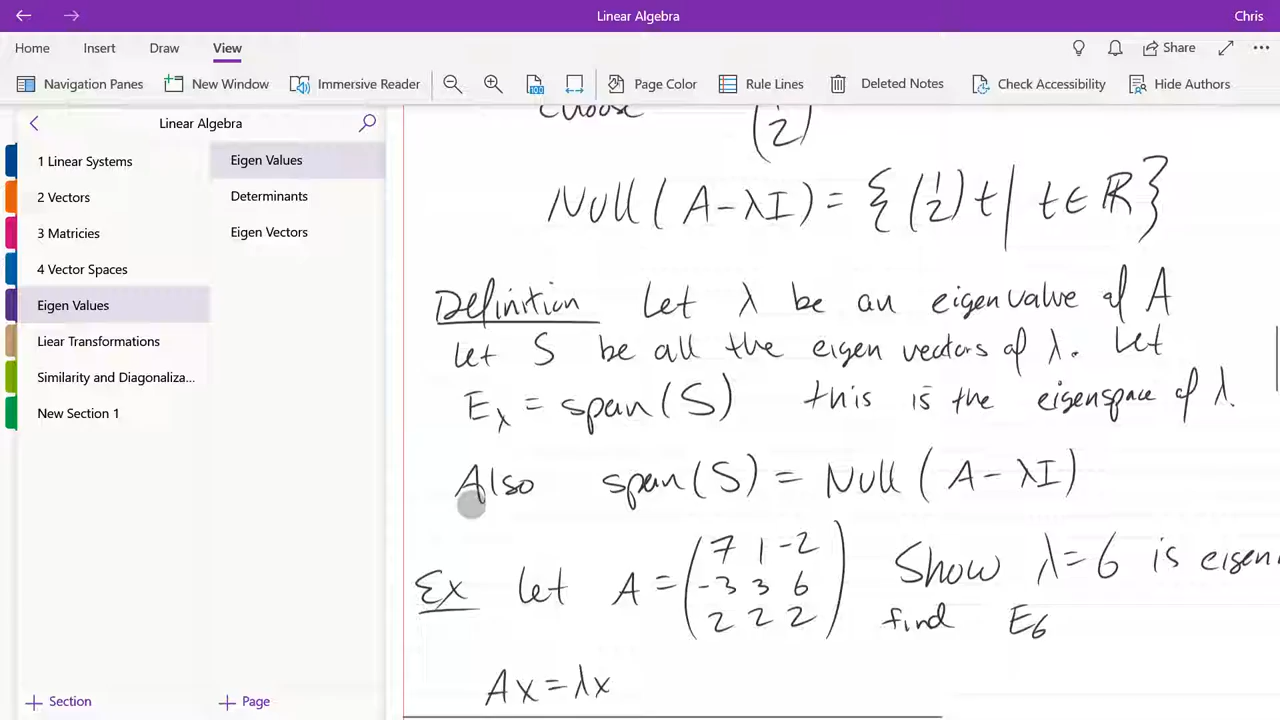 Linear Algebra
Chris
Home Insert Draw View
Share
Navigation Panes New Window Immersive Reader 100 Page Color Rule Lines Deleted Notes Check Accessibility Hide Authors
Linear Algebra
1 Linear Systems
2 Vectors
3 Matricies
4 Vector Spaces
Eigen Values
Liear Transformations
Similarity and Diagonaliza...
New Section 1
Eigen Values
Determinants
Eigen Vectors
+ Section
+ Page
Choose (1 2)
Null(A-λI) = {(1 2)t | t∈ℝ}
Definition Let λ be an eigenvalue of A
Let S be all the eigen vectors of λ. Let
E_λ = span(S) this is the eigenspace of λ.
Also span(S) = Null(A-λI)
Ex let A = (7 1 -2 -3 3 6 2 2 2) Show λ=6 is eigen
find E_6
Ax=λx